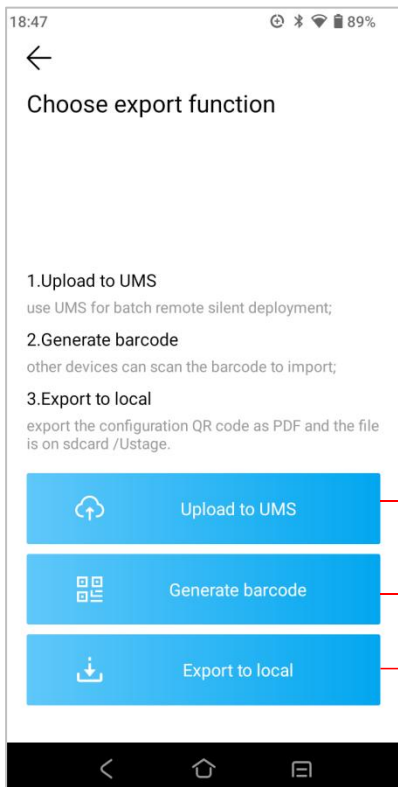 18:47 89%
Choose export function
1.Upload to UMS
use UMS for batch remote silent deployment;
2.Generate barcode
other devices can scan the barcode to import;
3.Export to local
export the configuration QR code as PDF and the file
is on sdcard /Ustage.
Upload to UMS
Generate barcode
Export to local